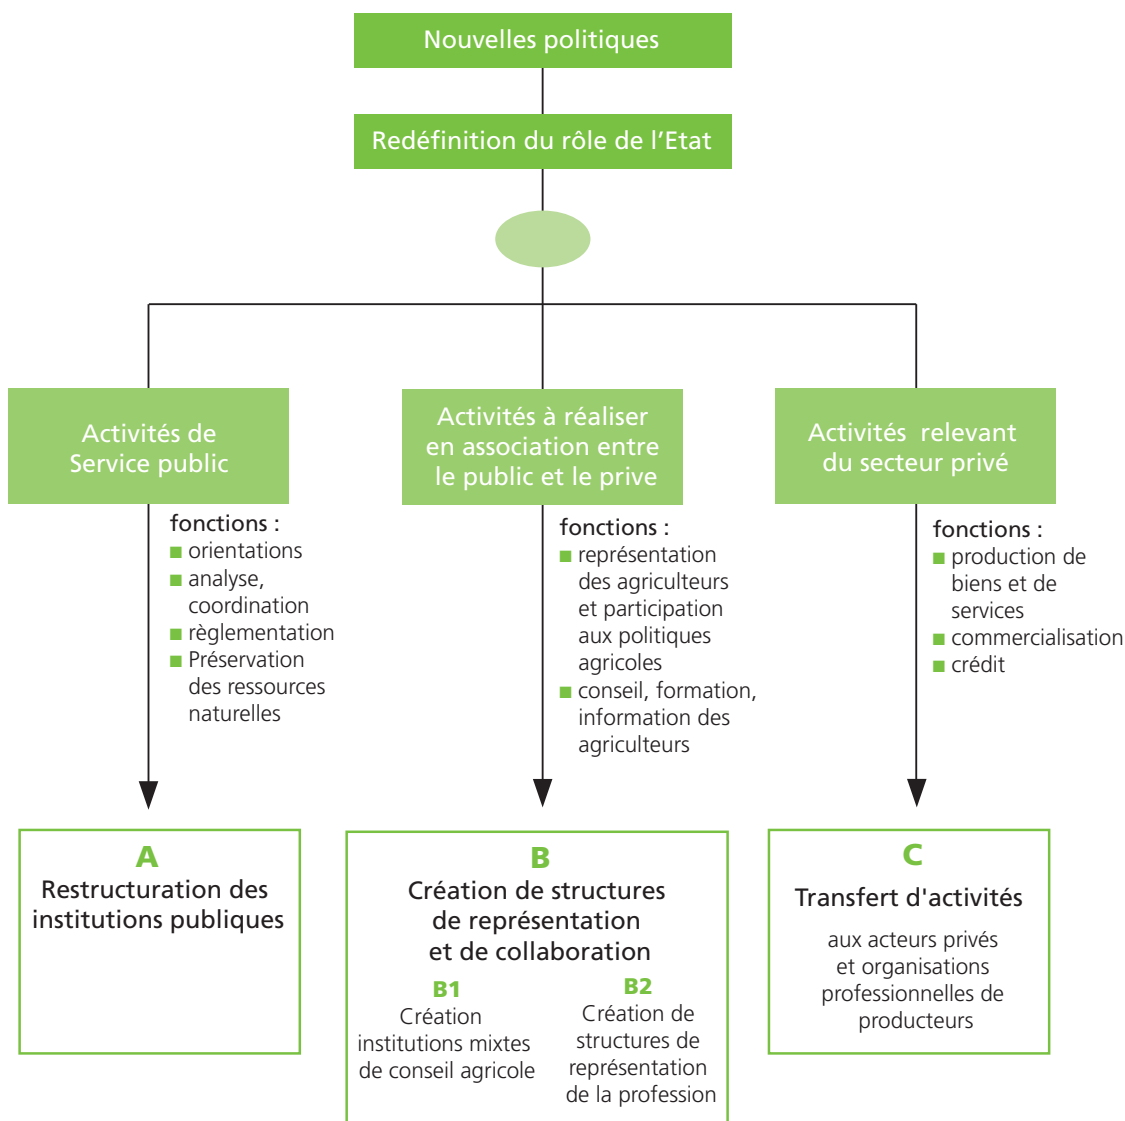 Nouvelles politiques
Redéfinition du rôle de l'Etat
Activités de
Service public
fonctions :
■ orientations
■ analyse,
coordination
■ règlementation
■ Préservation
des ressources
naturelles
A
Restructuration des
institutions publiques
Activités à réaliser
en association entre
le public et le prive
fonctions :
■ représentation
des agriculteurs
et participation
aux politiques
agricoles
■ conseil, formation,
information des
agriculteurs
B
Création de structures
de représentation
et de collaboration
B1
Création
institutions mixtes
de conseil agricole
B2
Création de
structures de
représentation
de la profession
Activités relevant
du secteur privé
fonctions :
■ production de
biens et de
services
■ commercialisation
■ crédit
C
Transfert d'activités
aux acteurs privés
et organisations
professionnelles de
producteurs